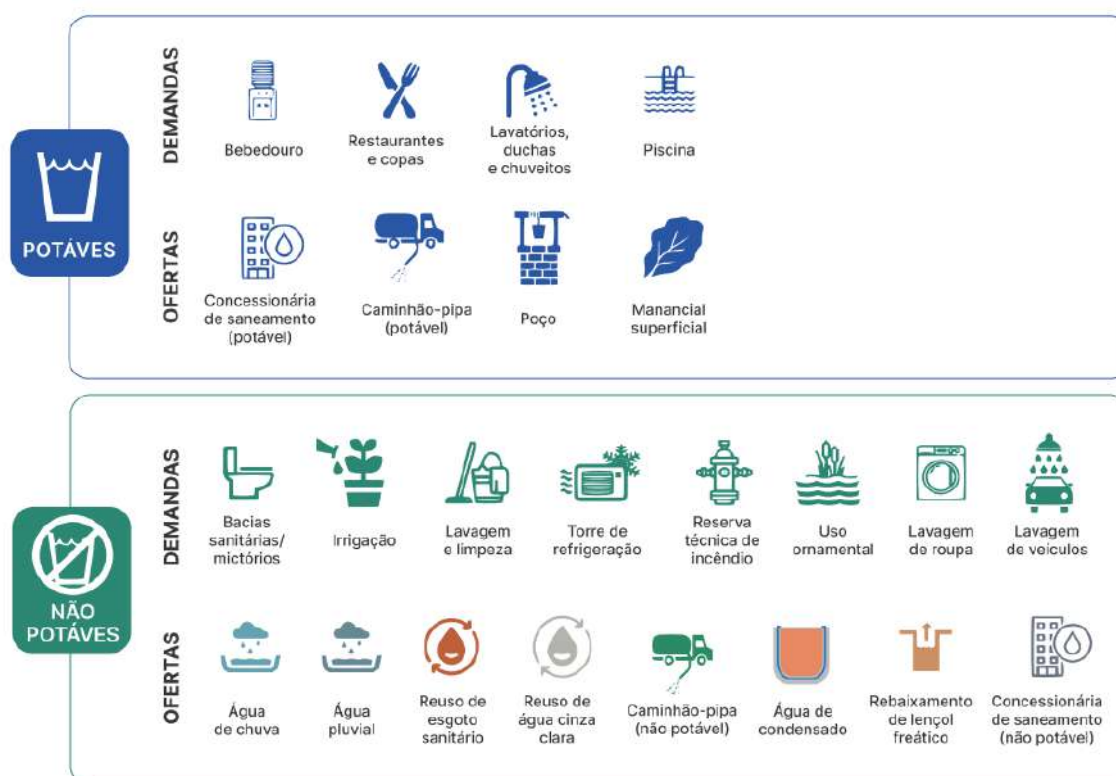 POTÁVES
DEMANDAS
Bebedouro
Restaurantes
e copas
Lavatórios,
duchas
e chuveitos
Piscina
OFERTAS
Concessionária
de saneamento
(potável)
Caminhão-pipa
(potável)
Poço
Manancial
superficial
NÃO
POTÁVES
DEMANDAS
Bacias
sanitárias/
mictórios
Irrigação
Lavagem
e limpeza
Torre de
refrigeração
Reserva
técnica de
incêndio
Uso
ornamental
Lavagem
de roupa
Lavagem
de veículos
OFERTAS
Água
de chuva
Água
pluvial
Reuso de
esgoto
sanitário
Reuso de
água cinza
clara
Caminhão-pipa
(não potável)
Água de
condensado
Rebaixamento
de lençol
freático
Concessionária
de saneamento
(não potável)